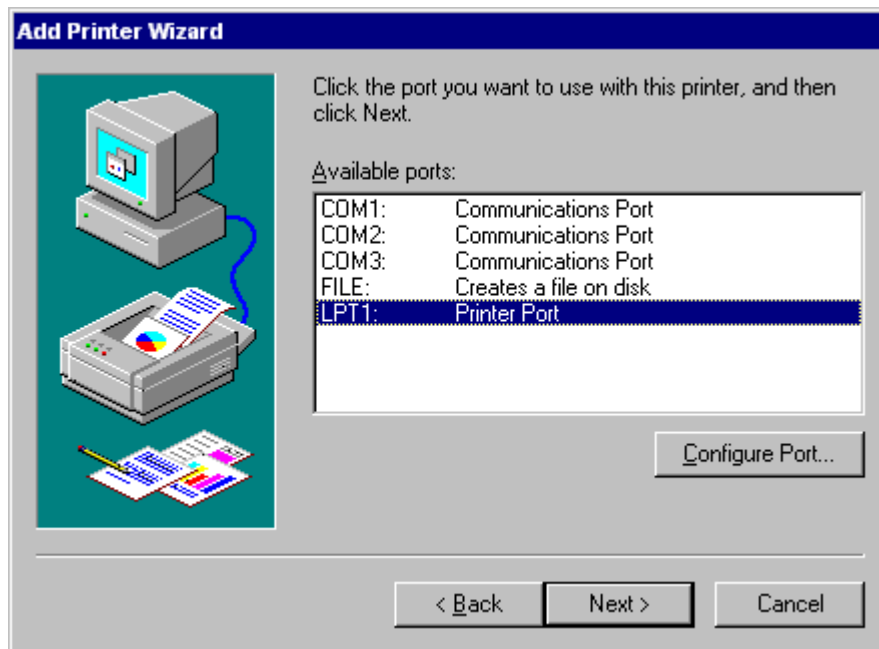 Add Printer Wizard
Click the port you want to use with this printer, and then
click Next.
Available ports:
COM1: Communications Port
COM2: Communications Port
COM3: Communications Port
FILE: Creates a file on disk
LPT1: Printer Port
Configure Port...
< Back Next > Cancel